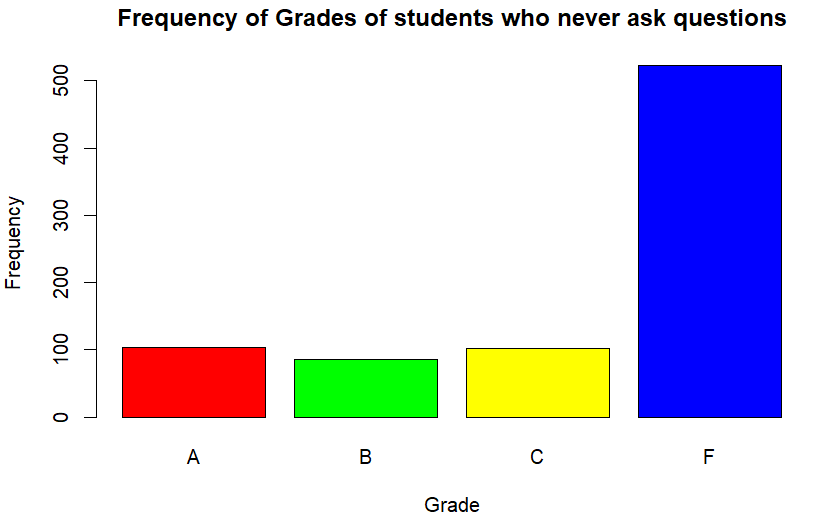 Frequency of Grades of students who never ask questions
Frequency
500
400
300
200
100
0
A B C F
Grade